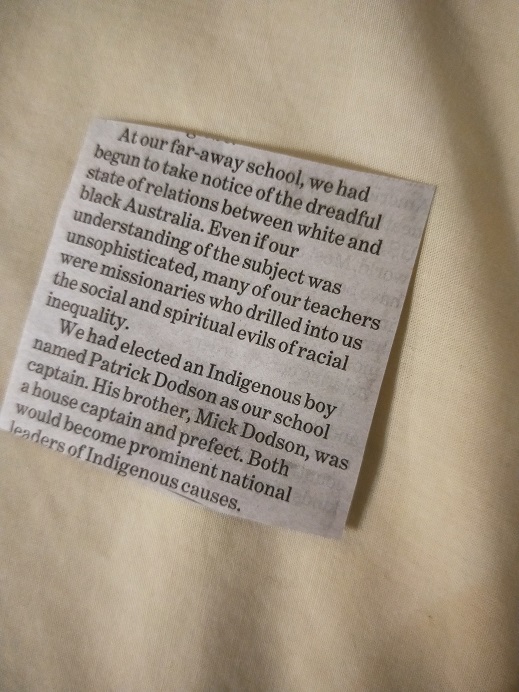 At our far-away school, we had
begun to take notice of the dreadful
state of relations between white and
black Australia. Even if our
understanding of the subject was
unsophisticated, many of our teachers
were missionaries who drilled into us
the social and spiritual evils of racial
inequality.
We had elected an Indigenous boy
named Patrick Dodson as our school
captain. His brother, Mick Dodson, was
a house captain and prefect. Both
would become prominent national
leaders of Indigenous causes.